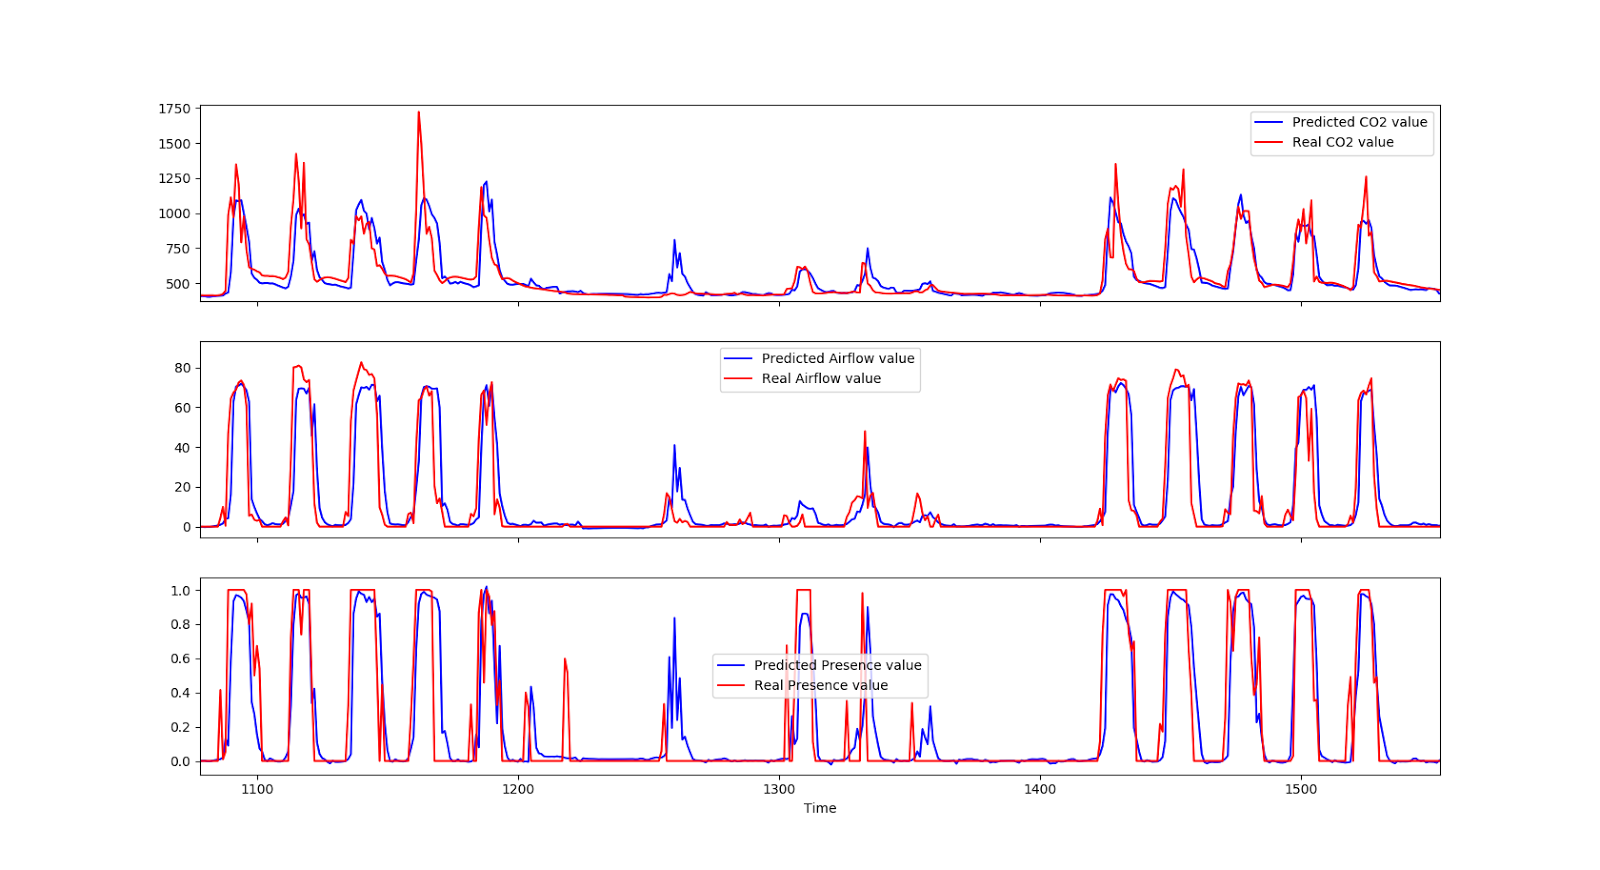 1750
1500
1250
1000
750
500
Predicted CO2 value
Real CO2 value
80
60
40
20
0
Predicted Airflow value
Real Airflow value
1.0
0.8
0.6
0.4
0.2
0.0
Predicted Presence value
Real Presence value
1100 1200 1300 1400 1500
Time